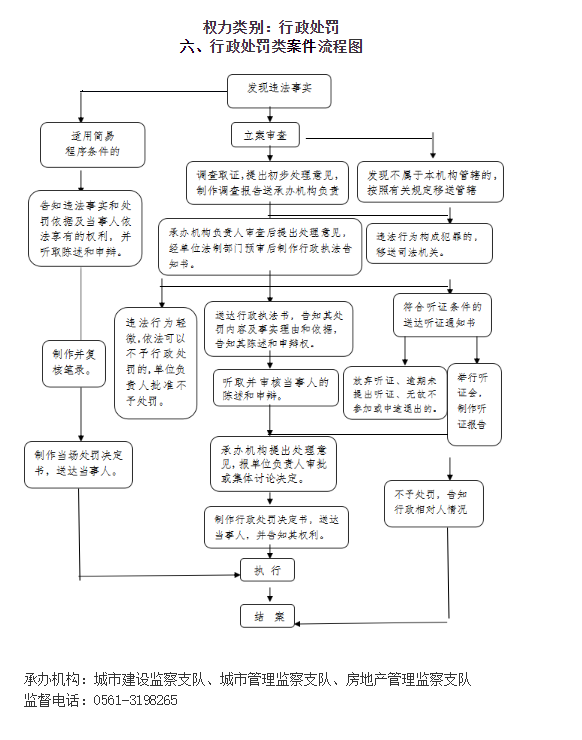 权力类别：行政处罚
六、行政处罚类案件流程图
发现违法事实
适用简易
程序条件的
立案审查
调查取证，提出初步处理意见，
制作调查报告送承办机构负责
发现不属于本机构管辖的，
按照有关规定移送管辖
告知违法事实和处
罚依据及当事人依
法享有的权利，并
听取陈述和申辩。
承办机构负责人审查后提出处理意见，
经单位法制部门预审后制作行政执法告
知书。
违法行为构成犯罪的，
移送司法机关。
违法行为轻
微，依法可以
不予行政处
罚的，单位负
责人批准不
予处罚。
送达行政执法书，告知其处
罚内容及事实理由和依据，
告知其陈述和申辩权。
符合听证条件的
送达听证通知书
制作并复
核笔录。
听取并审核当事人的
陈述和申辩。
放弃听证、逾期未
提出听证、无故不
参加或中途退出的。
举行听
证会，
制作听
证报告
制作当场处罚决定
书，送达当事人。
承办机构提出处理意
见，报单位负责人审批
或集体讨论决定。
不予处罚，告知
行政相对人情况
制作行政处罚决定书，送达
当事人，并告知其权利。
执 行
结 案
承办机构：城市建设监察支队、城市管理监察支队、房地产管理监察支队
监督电话：0561-3198265